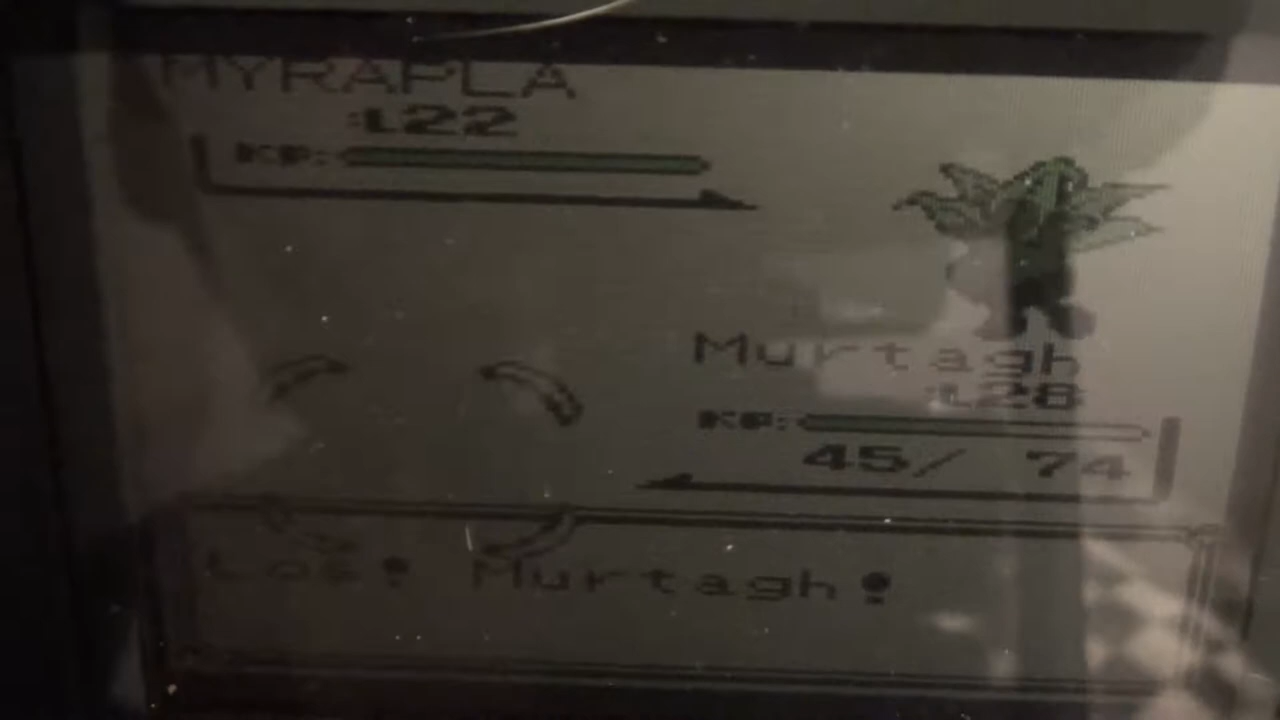 MYRAPLA
:L22
KP:
Murtagh
:L28
KP:
45/ 74
Los! Murtagh!